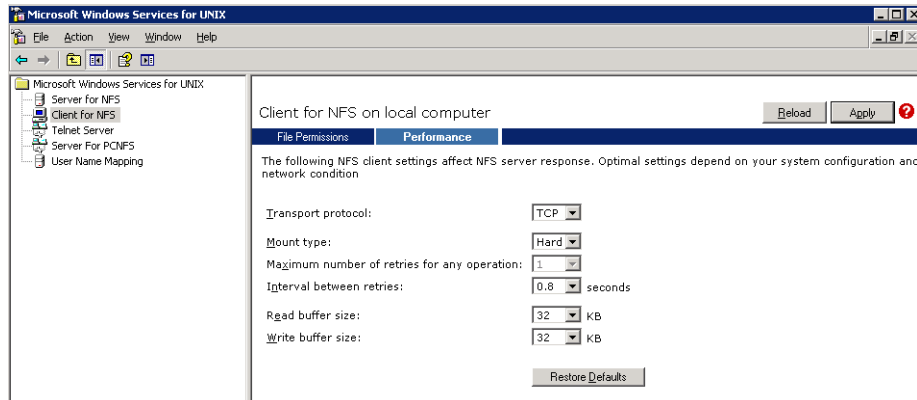 Microsoft Windows Services for UNIX
File Action View Window Help
Microsoft Windows Services for UNIX
Server for NFS
Client for NFS
Telnet Server
Server For PCNFS
User Name Mapping
Client for NFS on local computer
Reload Apply
File Permissions Performance
The following NFS client settings affect NFS server response. Optimal settings depend on your system configuration and
network condition
Transport protocol: TCP
Mount type: Hard
Maximum number of retries for any operation: 1
Interval between retries: 0.8 seconds
Read buffer size: 32 KB
Write buffer size: 32 KB
Restore Defaults